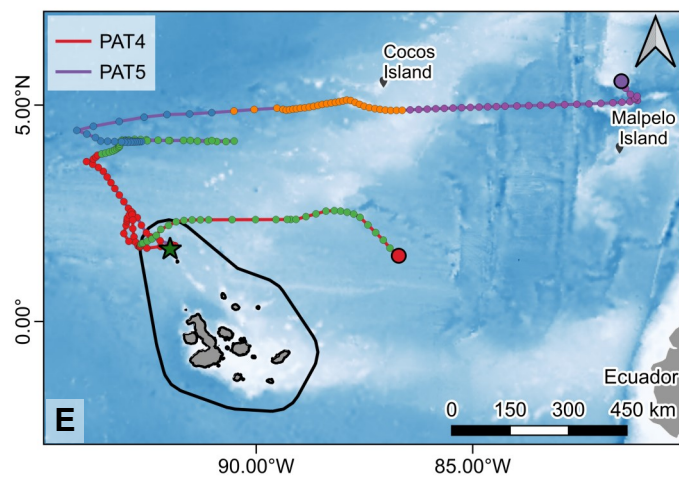 PAT4
PAT5
Cocos
Island
5.00°N
Malpelo
Island
0.00°
Ecuador
E
0 150 300 450 km
90.00°W 85.00°W